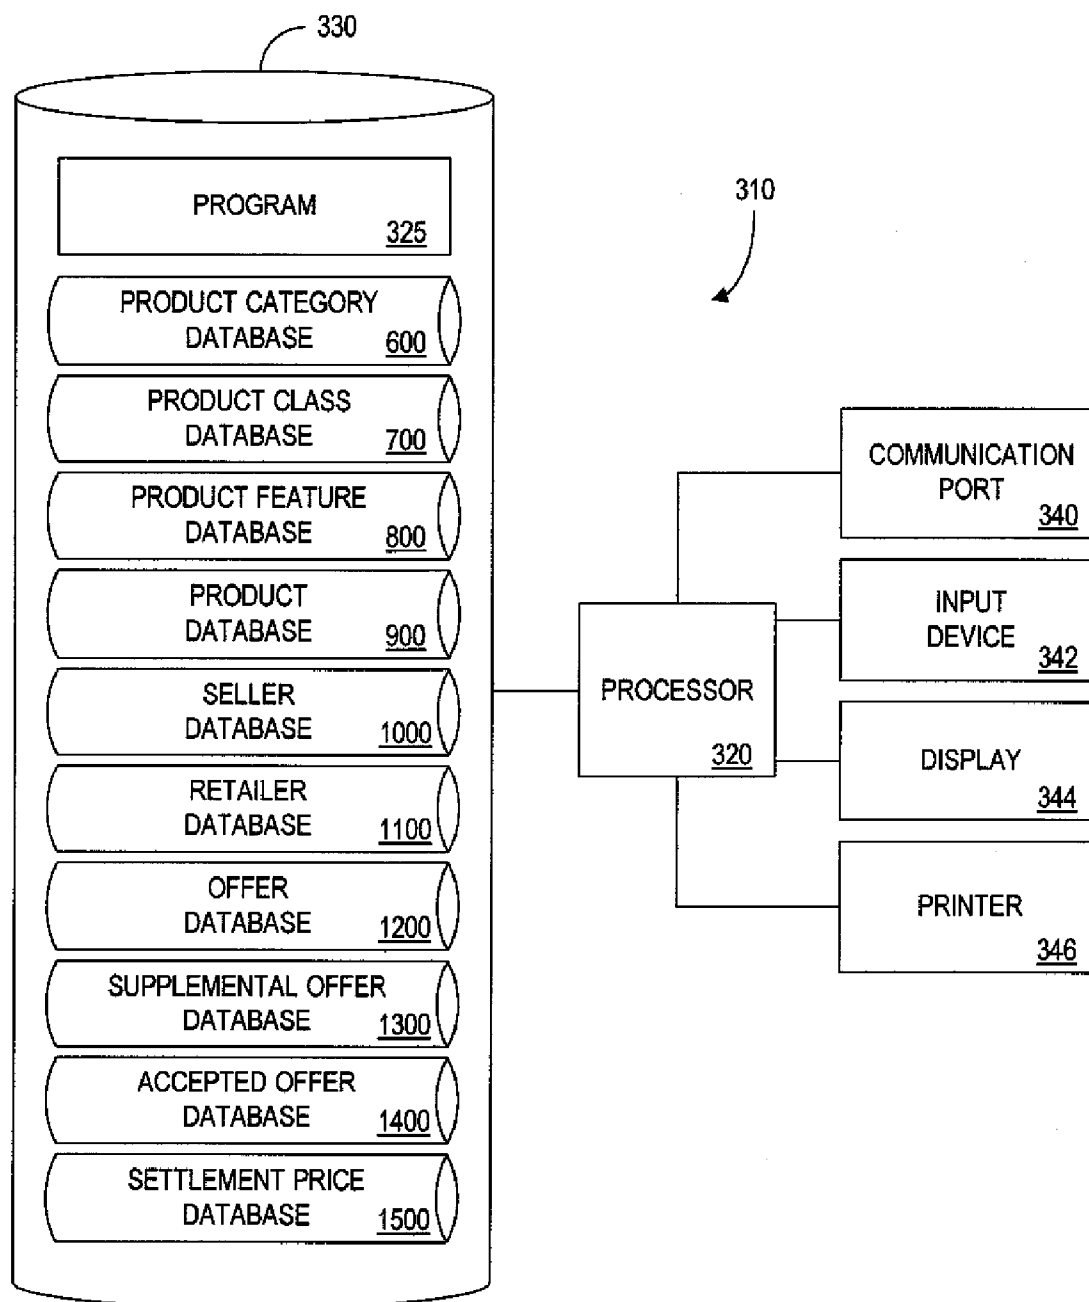 330
PROGRAM
325
PRODUCT CATEGORY
DATABASE 600
PRODUCT CLASS
DATABASE 700
PRODUCT FEATURE
DATABASE 800
PRODUCT
DATABASE 900
SELLER
DATABASE 1000
RETAILER
DATABASE 1100
OFFER
DATABASE 1200
SUPPLEMENTAL OFFER
DATABASE 1300
ACCEPTED OFFER
DATABASE 1400
SETTLEMENT PRICE
DATABASE 1500
310
PROCESSOR
320
COMMUNICATION
PORT
340
INPUT
DEVICE
342
DISPLAY
344
PRINTER
346